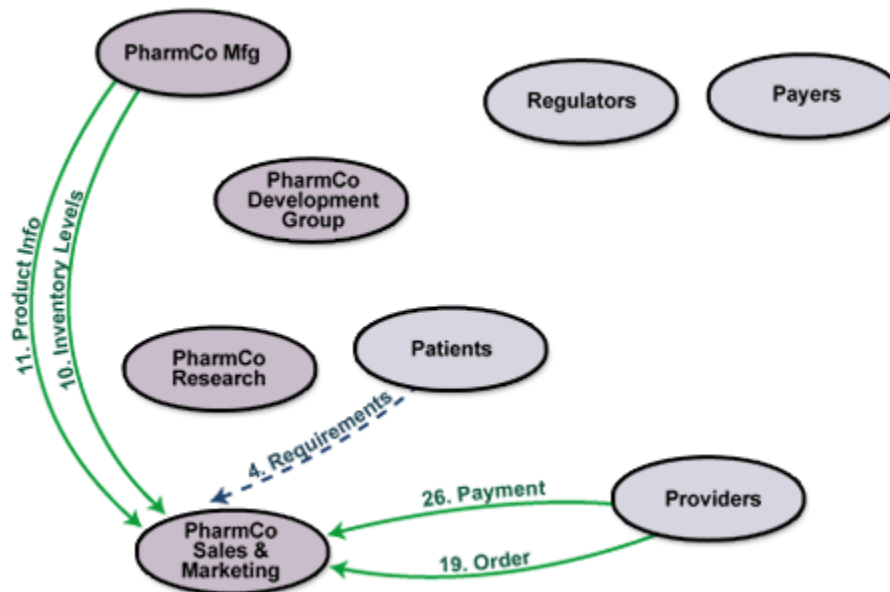 PharmCo Mfg
Regulators
Payers
PharmCo
Development
Group
11. Product Info
10. Inventory Levels
PharmCo
Research
Patients
4. Requirements
26. Payment
Providers
PharmCo
Sales &
Marketing
19. Order